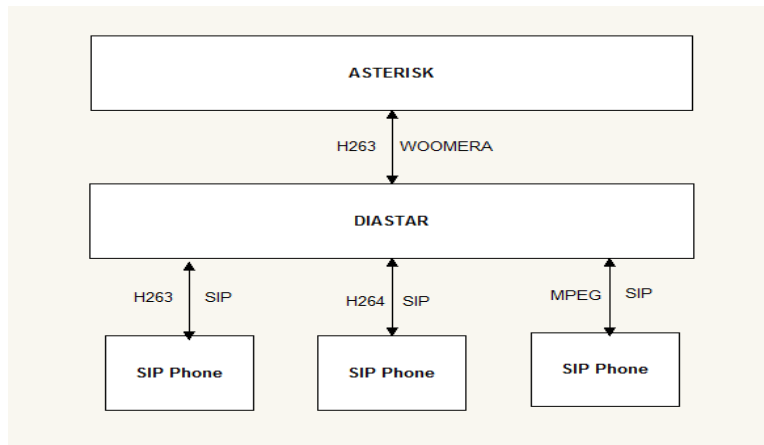 ASTERISK
H263 WOOMERA
DIASTAR
H263 SIP H264 SIP MPEG SIP
SIP Phone SIP Phone SIP Phone